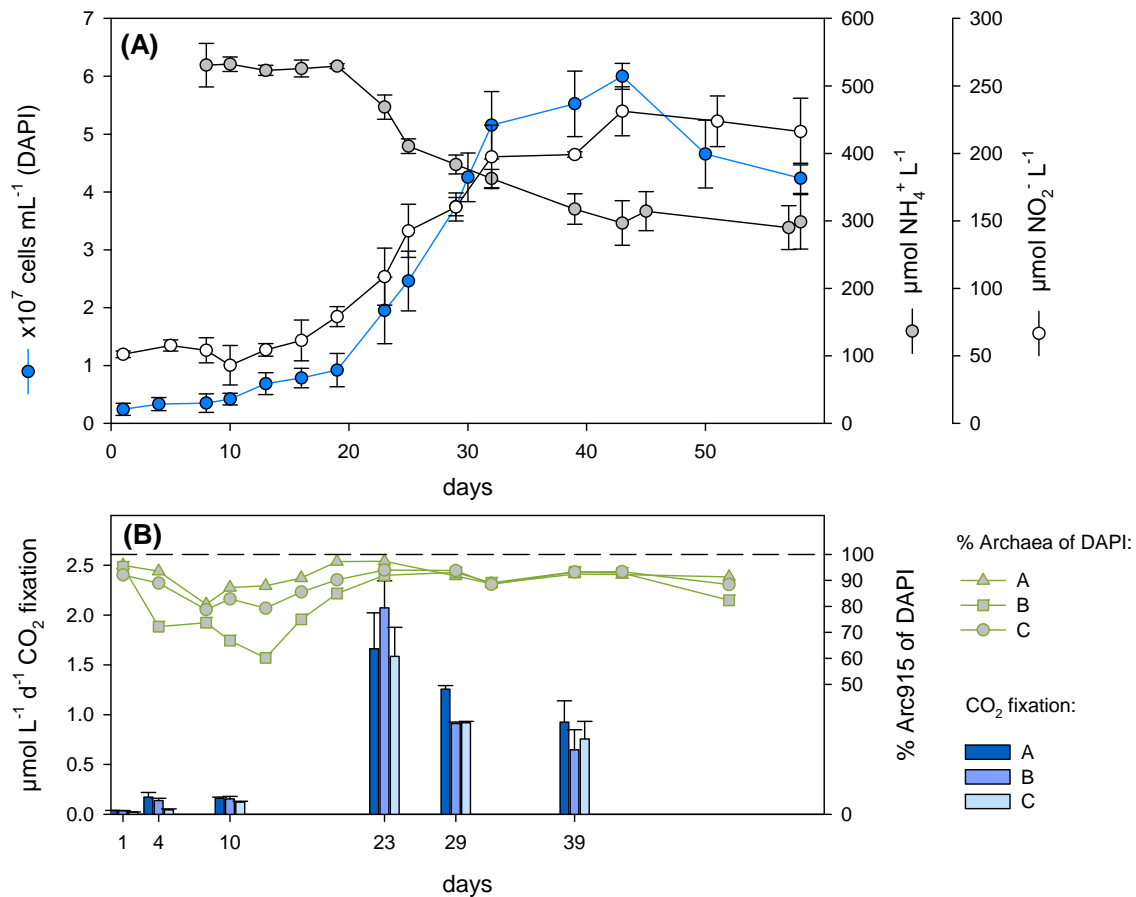 (A)
x10⁷ cells mL⁻¹ (DAPI)
7
6
5
4
3
2
1
0
0 10 20 30 40 50
days
600
500
400
300
200
100
0
µmol NH₄⁺ L⁻¹
300
250
200
150
100
50
0
µmol NO₂⁻ L⁻¹
(B)
µmol L⁻¹ d⁻¹ CO₂ fixation
2.5
2.0
1.5
1.0
0.5
0.0
1 4 10 23 29 39
days
100
90
80
70
60
50
0
% Arc915 of DAPI
% Archaea of DAPI:
A
B
C
CO₂ fixation:
A
B
C